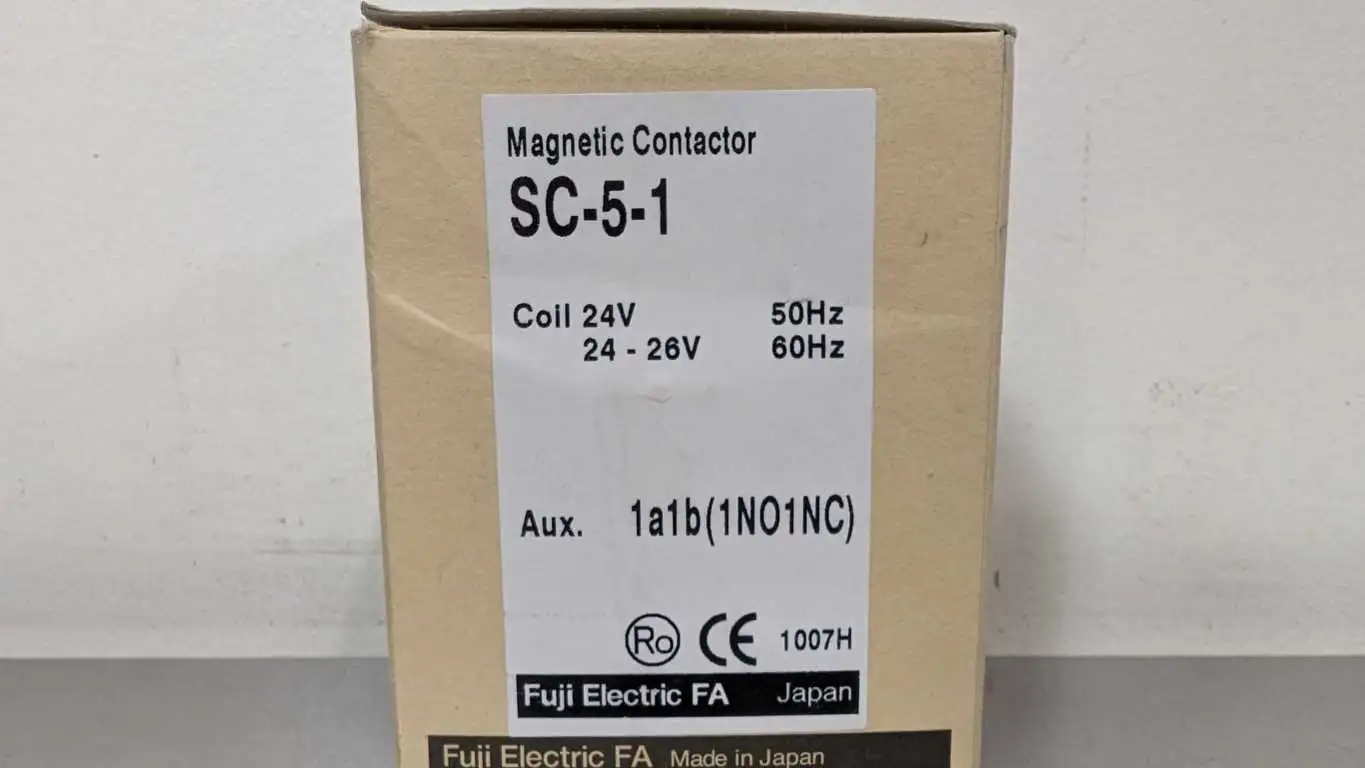 Magnetic Contactor
SC-5-1
Coil 24V 50Hz
24 - 26V 60Hz
Aux. 1a1b(1NO1NC)
Ro CE 1007H
Fuji Electric FA Japan
Fuji Electric FA Made in Japan